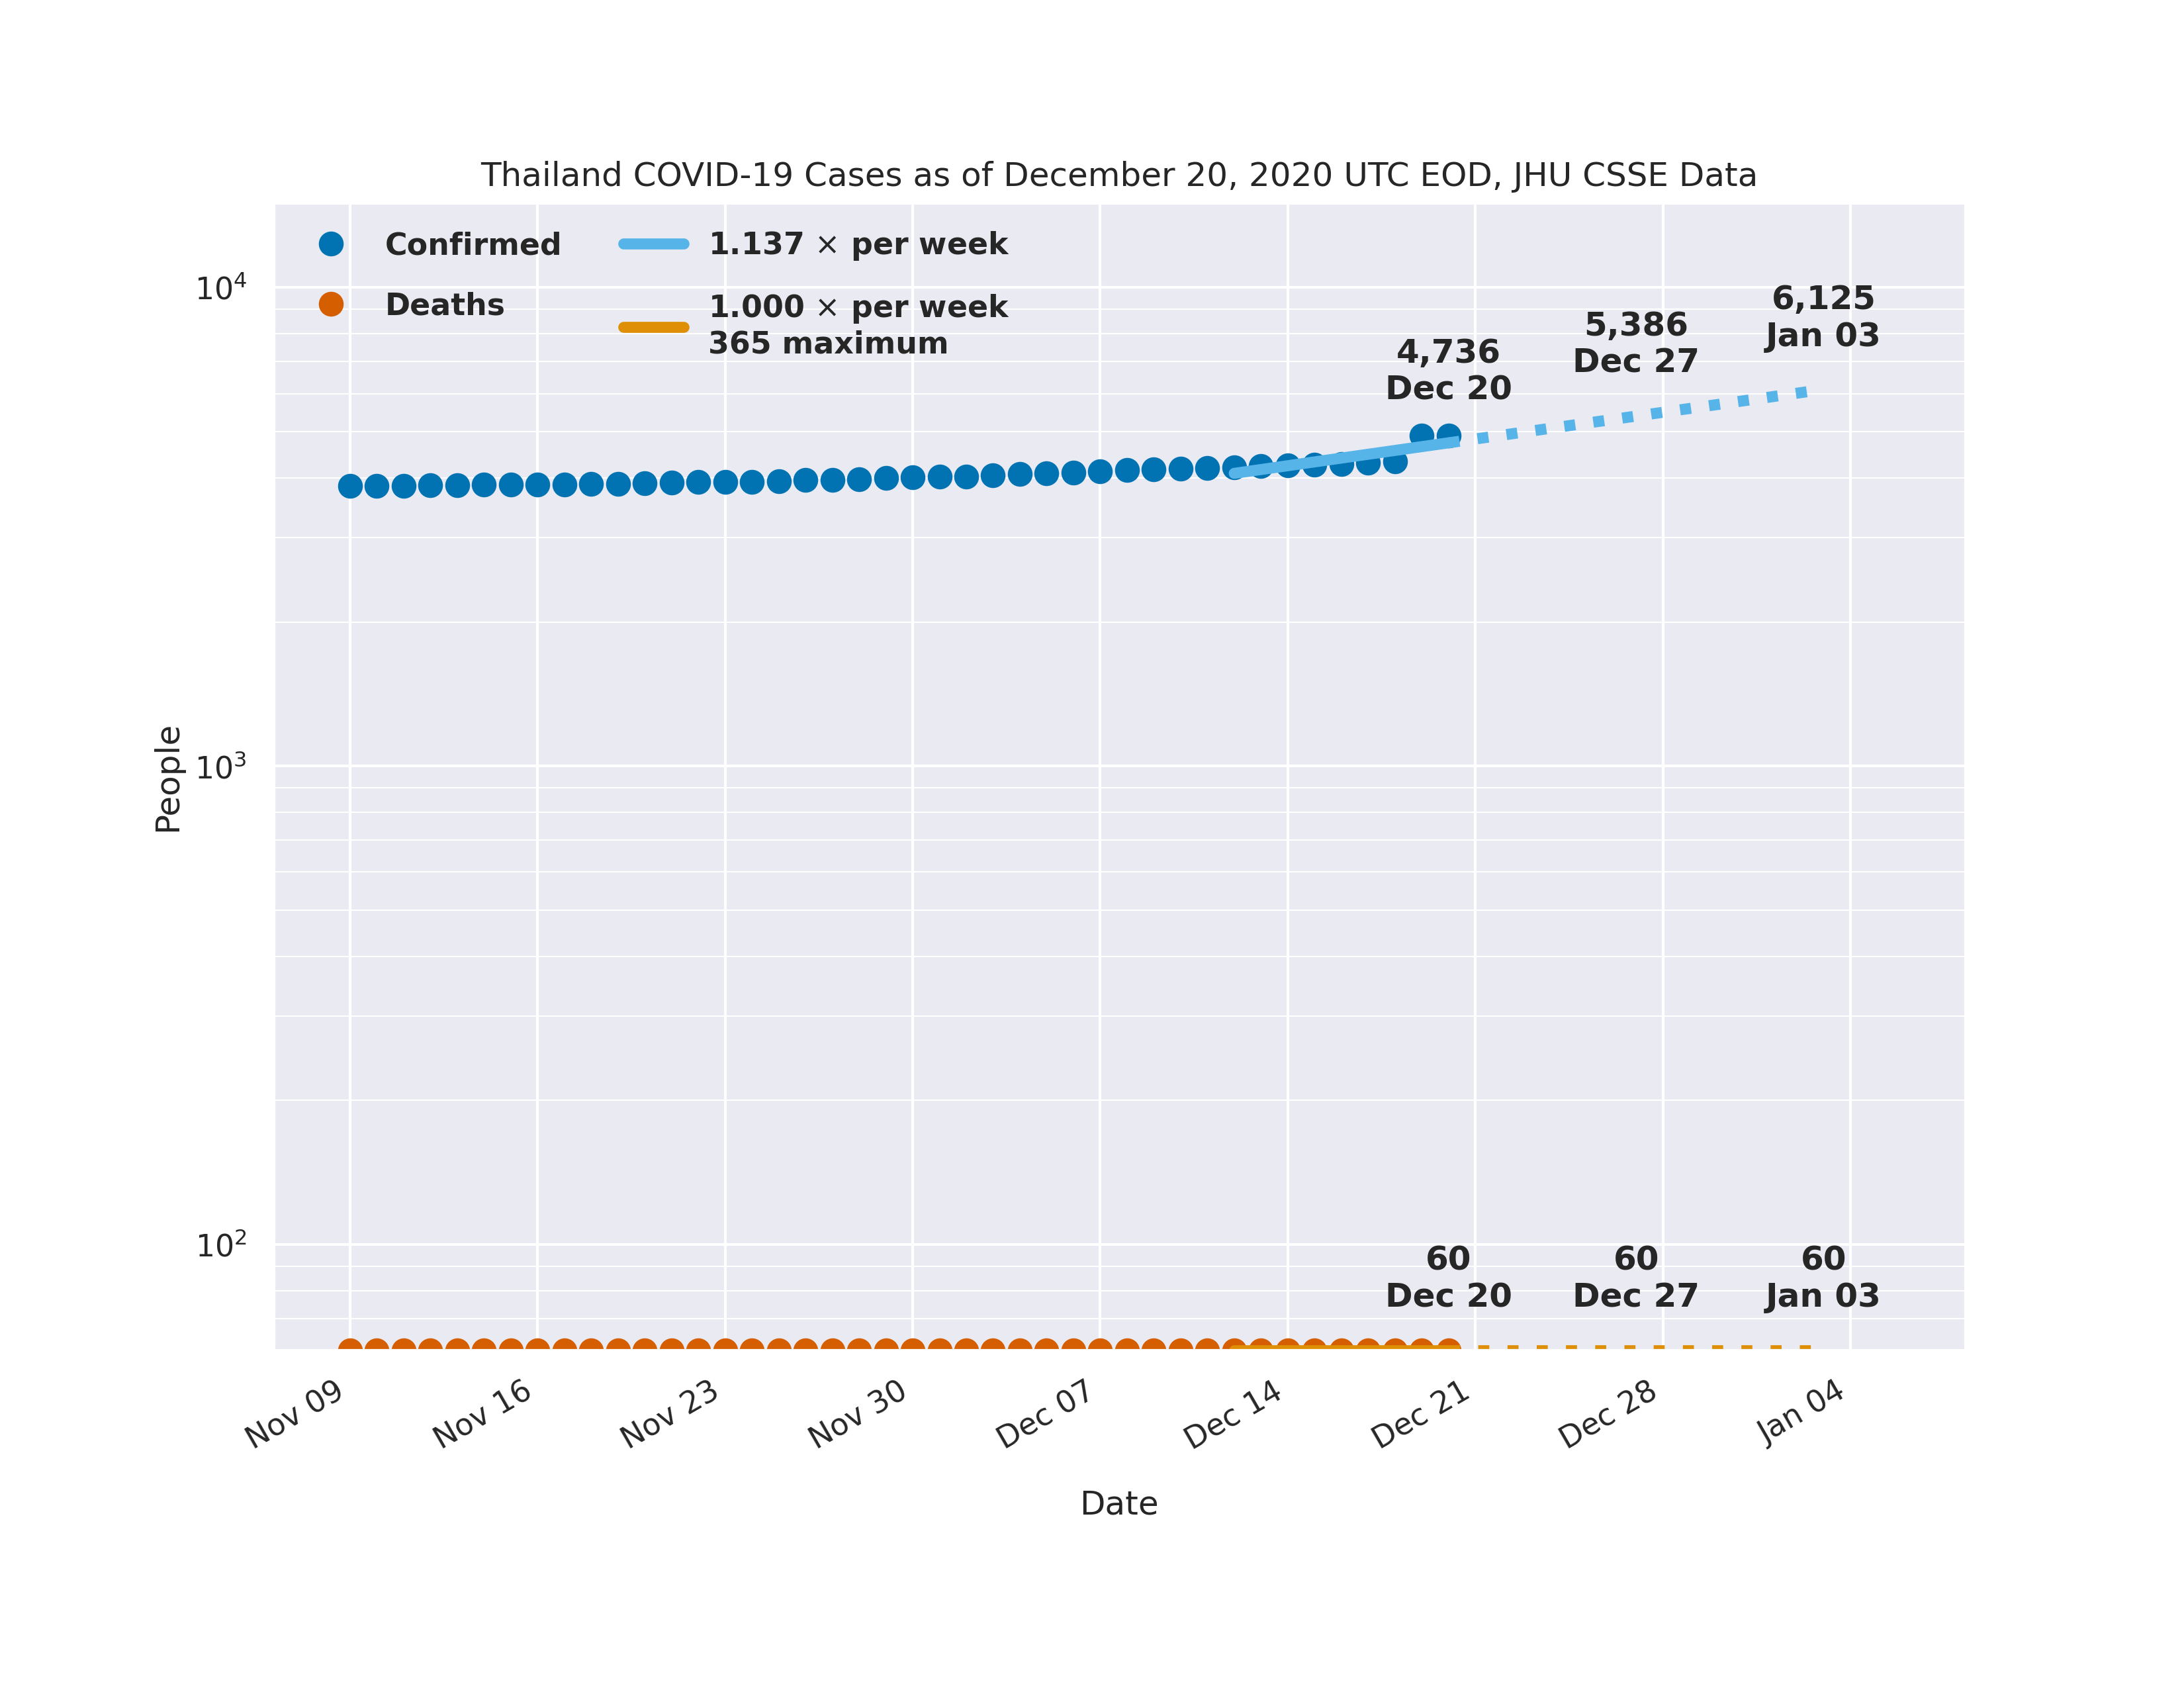 Thailand COVID-19 Cases as of December 20, 2020 UTC EOD, JHU CSSE Data
Confirmed
Deaths
1.137 × per week
1.000 × per week
365 maximum
4,736
Dec 20
5,386
Dec 27
6,125
Jan 03
10⁴
10³
10²
People
60
Dec 20
60
Dec 27
60
Jan 03
Nov 09
Nov 16
Nov 23
Nov 30
Dec 07
Dec 14
Dec 21
Dec 28
Jan 04
Date